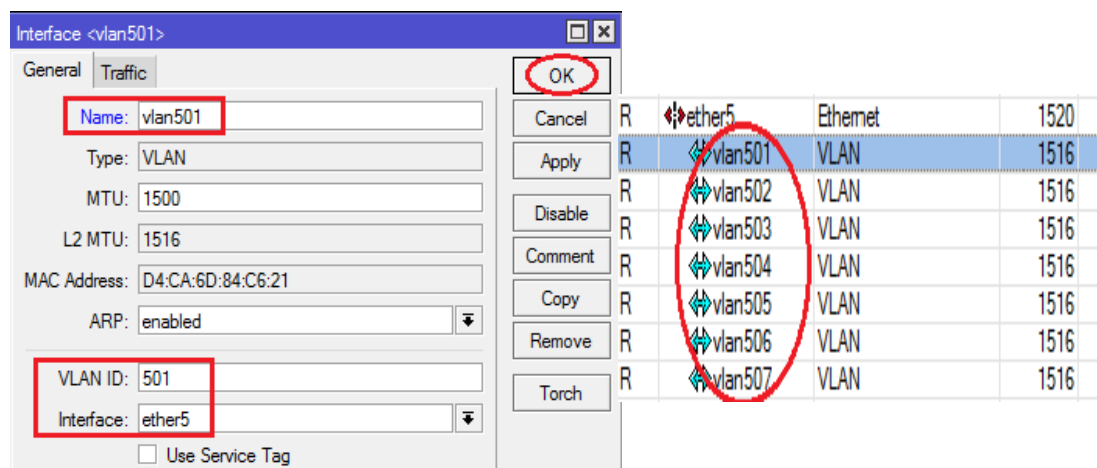 Interface <vlan501>
General Traffic
Name: vlan501
Type: VLAN
MTU: 1500
L2 MTU: 1516
MAC Address: D4:CA:6D:84:C6:21
ARP: enabled
VLAN ID: 501
Interface: ether5
Use Service Tag
OK
Cancel
Apply
Disable
Comment
Copy
Remove
Torch
R ether5 Ethernet 1520
R vlan501 VLAN 1516
R vlan502 VLAN 1516
R vlan503 VLAN 1516
R vlan504 VLAN 1516
R vlan505 VLAN 1516
R vlan506 VLAN 1516
R vlan507 VLAN 1516